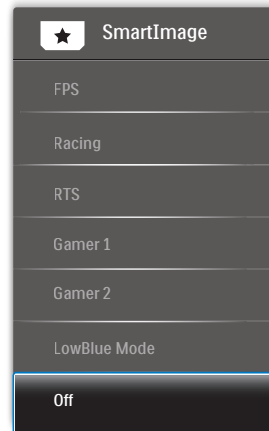 SmartImage
FPS
Racing
RTS
Gamer 1
Gamer 2
LowBlue Mode
Off